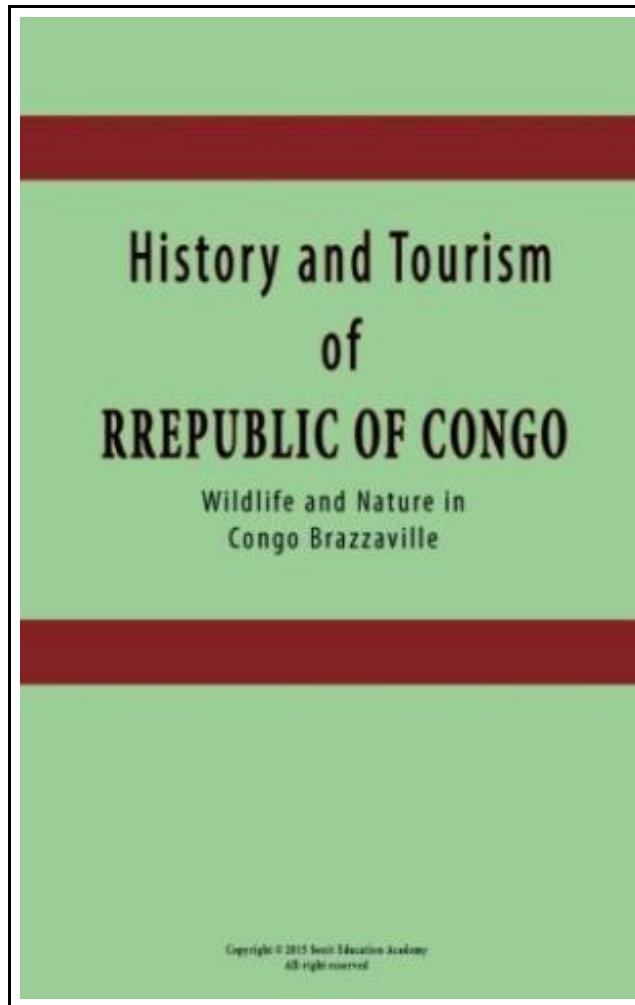 History and Tourism
of
RREPUBLIC OF CONGO
Wildlife and Nature in
Congo Brazzaville
Copyright © 2015 Sonit Education Academy
All right reserved